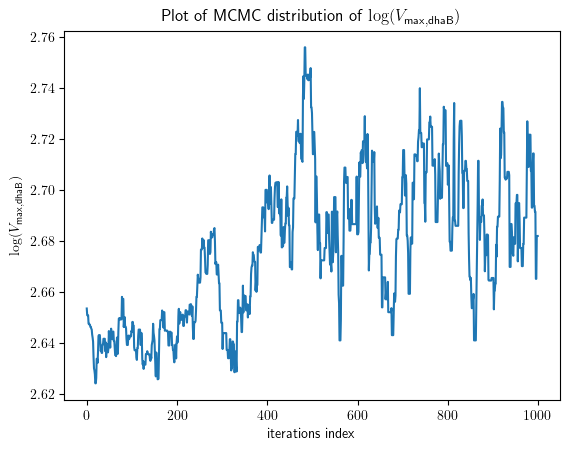 Plot of MCMC distribution of log(V_max,dhaB)
2.76
2.74
2.72
2.70
2.68
2.66
2.64
2.62
log(V_max,dhaB)
0 200 400 600 800 1000
iterations index